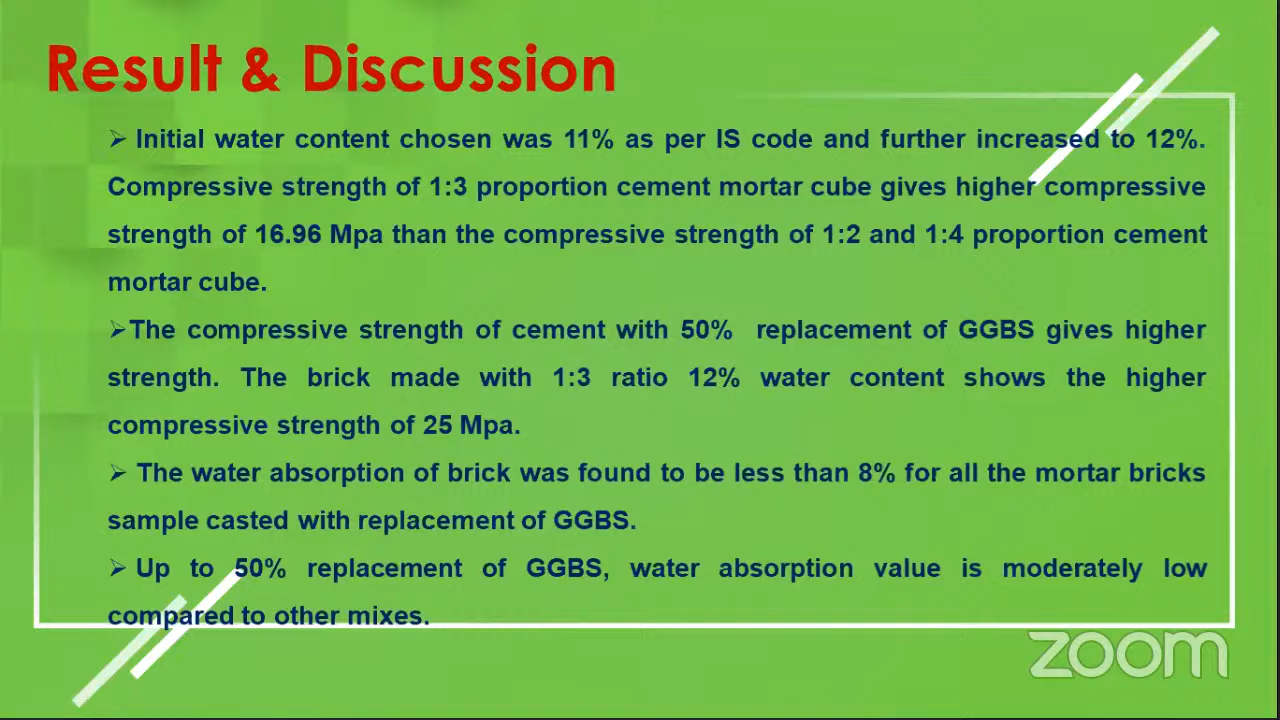 Result & Discussion
➢ Initial water content chosen was 11% as per IS code and further increased to 12%.
Compressive strength of 1:3 proportion cement mortar cube gives higher compressive
strength of 16.96 Mpa than the compressive strength of 1:2 and 1:4 proportion cement
mortar cube.
➢The compressive strength of cement with 50% replacement of GGBS gives higher
strength. The brick made with 1:3 ratio 12% water content shows the higher
compressive strength of 25 Mpa.
➢ The water absorption of brick was found to be less than 8% for all the mortar bricks
sample casted with replacement of GGBS.
➢ Up to 50% replacement of GGBS, water absorption value is moderately low
compared to other mixes.
zoom